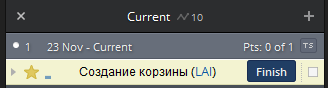 Current 10
1 23 Nov - Current Pts: 0 of 1 TS
Создание корзины (LAI) Finish